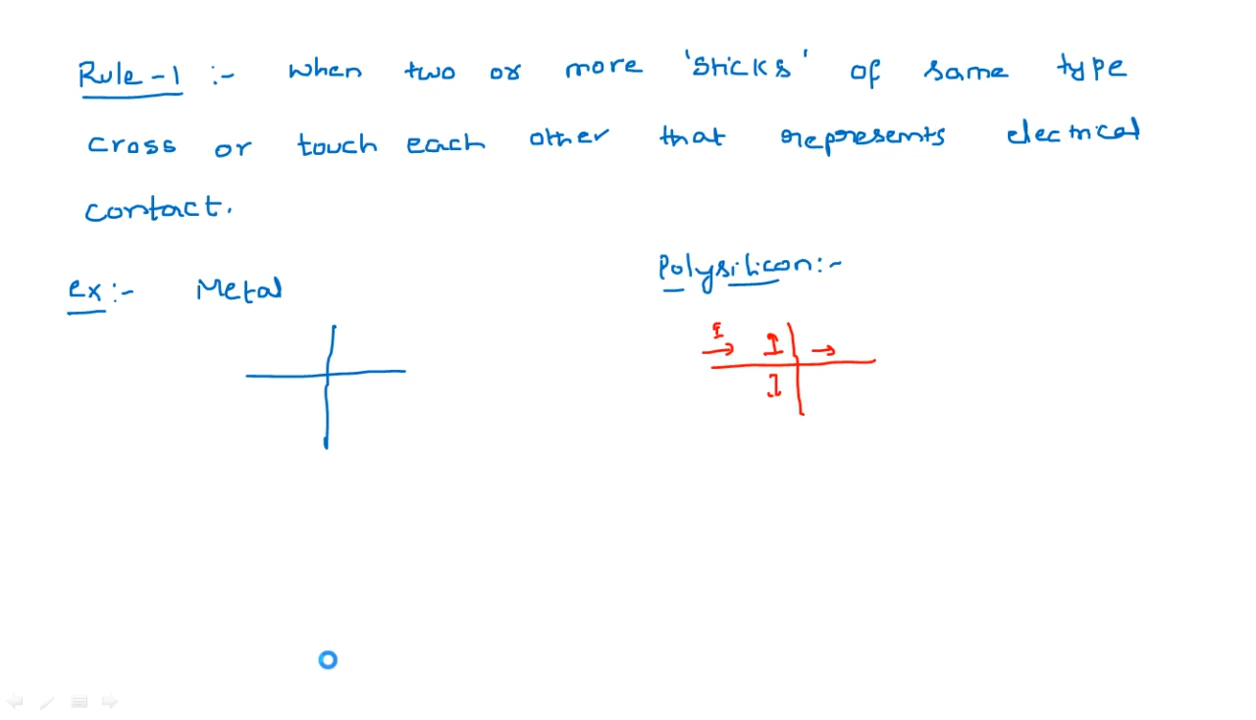 Rule-1 :- When two or more 'sticks' of same type
cross or touch each other that represents electrical
contact.
Polysilicon:-
ex:- Metal
I
I
I